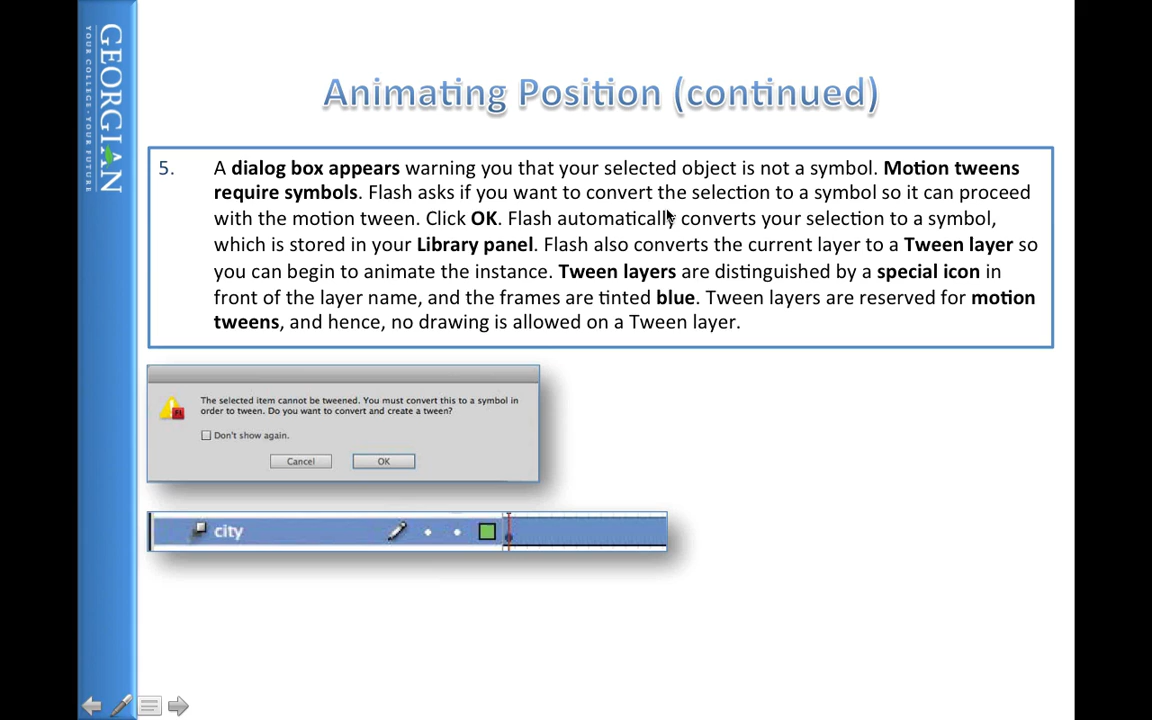 GEORGIAN
YOUR COLLEGE · YOUR FUTURE
Animating Position (continued)
5. A dialog box appears warning you that your selected object is not a symbol. Motion tweens
require symbols. Flash asks if you want to convert the selection to a symbol so it can proceed
with the motion tween. Click OK. Flash automatically converts your selection to a symbol,
which is stored in your Library panel. Flash also converts the current layer to a Tween layer so
you can begin to animate the instance. Tween layers are distinguished by a special icon in
front of the layer name, and the frames are tinted blue. Tween layers are reserved for motion
tweens, and hence, no drawing is allowed on a Tween layer.
The selected item cannot be tweened. You must convert this to a symbol in
order to tween. Do you want to convert and create a tween?
Don't show again.
Cancel OK
city